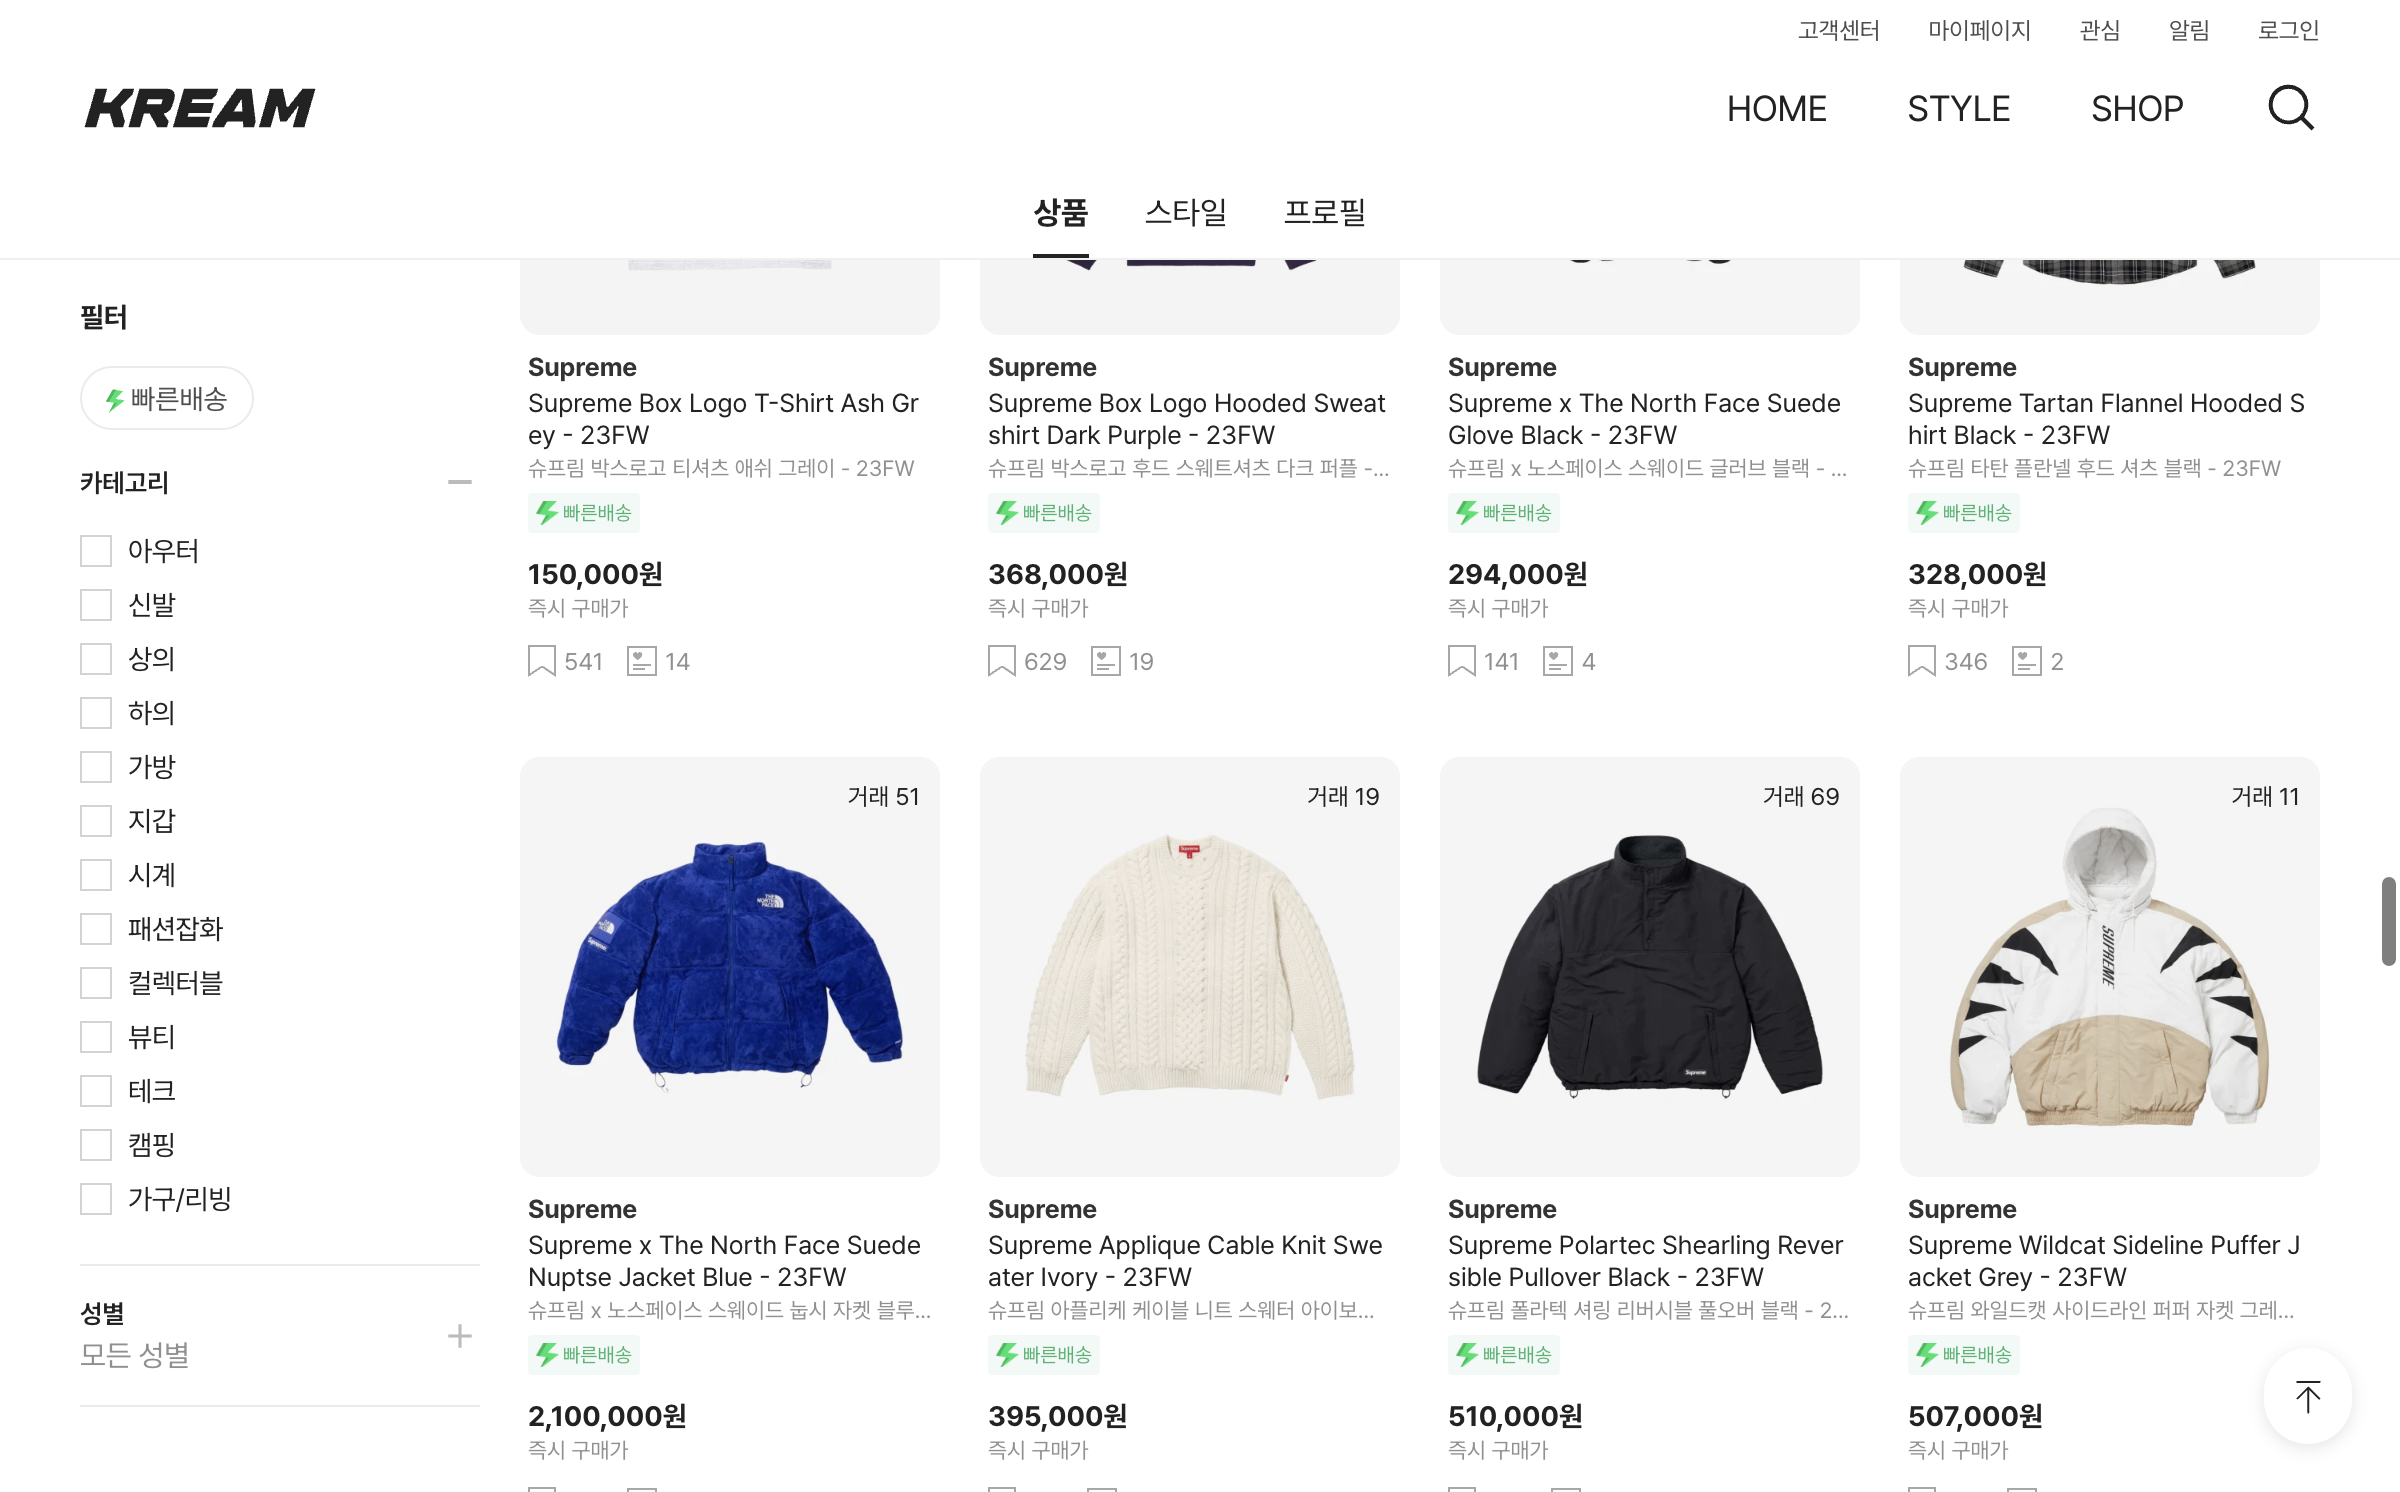 고객센터 마이페이지 관심 알림 로그인
KREAM HOME STYLE SHOP
상품 스타일 프로필
필터
빠른배송
카테고리
아우터
신발
상의
하의
가방
지갑
시계
패션잡화
컬렉터블
뷰티
테크
캠핑
가구/리빙
성별
모든 성별
Supreme
Supreme Box Logo T-Shirt Ash Gr
ey - 23FW
슈프림 박스로고 티셔츠 애쉬 그레이 - 23FW
빠른배송
150,000원
즉시 구매가
541 14
Supreme
Supreme Box Logo Hooded Sweat
shirt Dark Purple - 23FW
슈프림 박스로고 후드 스웨트셔츠 다크 퍼플 -...
빠른배송
368,000원
즉시 구매가
629 19
Supreme
Supreme x The North Face Suede
Glove Black - 23FW
슈프림 x 노스페이스 스웨이드 글러브 블랙 - ...
빠른배송
294,000원
즉시 구매가
141 4
Supreme
Supreme Tartan Flannel Hooded S
hirt Black - 23FW
슈프림 타탄 플란넬 후드 셔츠 블랙 - 23FW
빠른배송
328,000원
즉시 구매가
346 2
거래 51
THE
NORTH
FACE
Supreme
Supreme
Supreme x The North Face Suede
Nuptse Jacket Blue - 23FW
슈프림 x 노스페이스 스웨이드 눕시 자켓 블루...
빠른배송
2,100,000원
즉시 구매가
거래 19
Supreme
Supreme
Supreme Applique Cable Knit Swe
ater Ivory - 23FW
슈프림 아플리케 케이블 니트 스웨터 아이보...
빠른배송
395,000원
즉시 구매가
거래 69
Supreme
Supreme
Supreme Polartec Shearling Rever
sible Pullover Black - 23FW
슈프림 폴라텍 셔링 리버시블 풀오버 블랙 - 2...
빠른배송
510,000원
즉시 구매가
거래 11
SUPREME
Supreme
Supreme Wildcat Sideline Puffer J
acket Grey - 23FW
슈프림 와일드캣 사이드라인 퍼퍼 자켓 그레...
빠른배송
507,000원
즉시 구매가